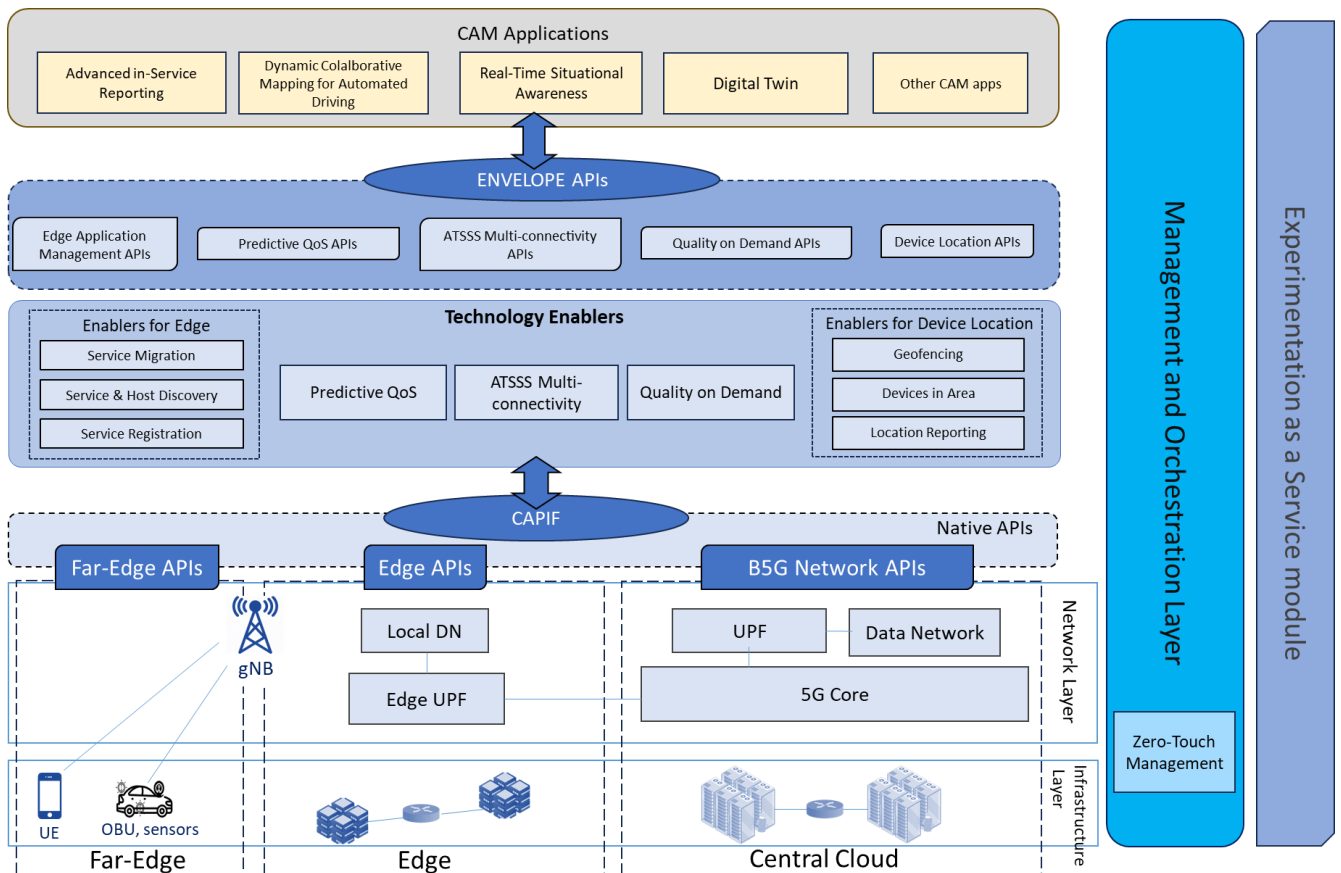 CAM Applications
Advanced in-Service
Reporting
Dynamic Colalborative
Mapping for Automated
Driving
Real-Time Situational
Awareness
Digital Twin
Other CAM apps
ENVELOPE APIs
Edge Application
Management APIs
Predictive QoS APIs
ATSSS Multi-connectivity
APIs
Quality on Demand APIs
Device Location APIs
Technology Enablers
Enablers for Edge
Service Migration
Service & Host Discovery
Service Registration
Predictive QoS
ATSSS Multi-
connectivity
Quality on Demand
Enablers for Device Location
Geofencing
Devices in Area
Location Reporting
CAPIF
Native APIs
Far-Edge APIs
Edge APIs
B5G Network APIs
gNB
Local DN
Edge UPF
UPF
Data Network
5G Core
Network Layer
UE
OBU, sensors
Infrastructure
Layer
Far-Edge
Edge
Central Cloud
Management and Orchestration Layer
Zero-Touch
Management
Experimentation as a Service module